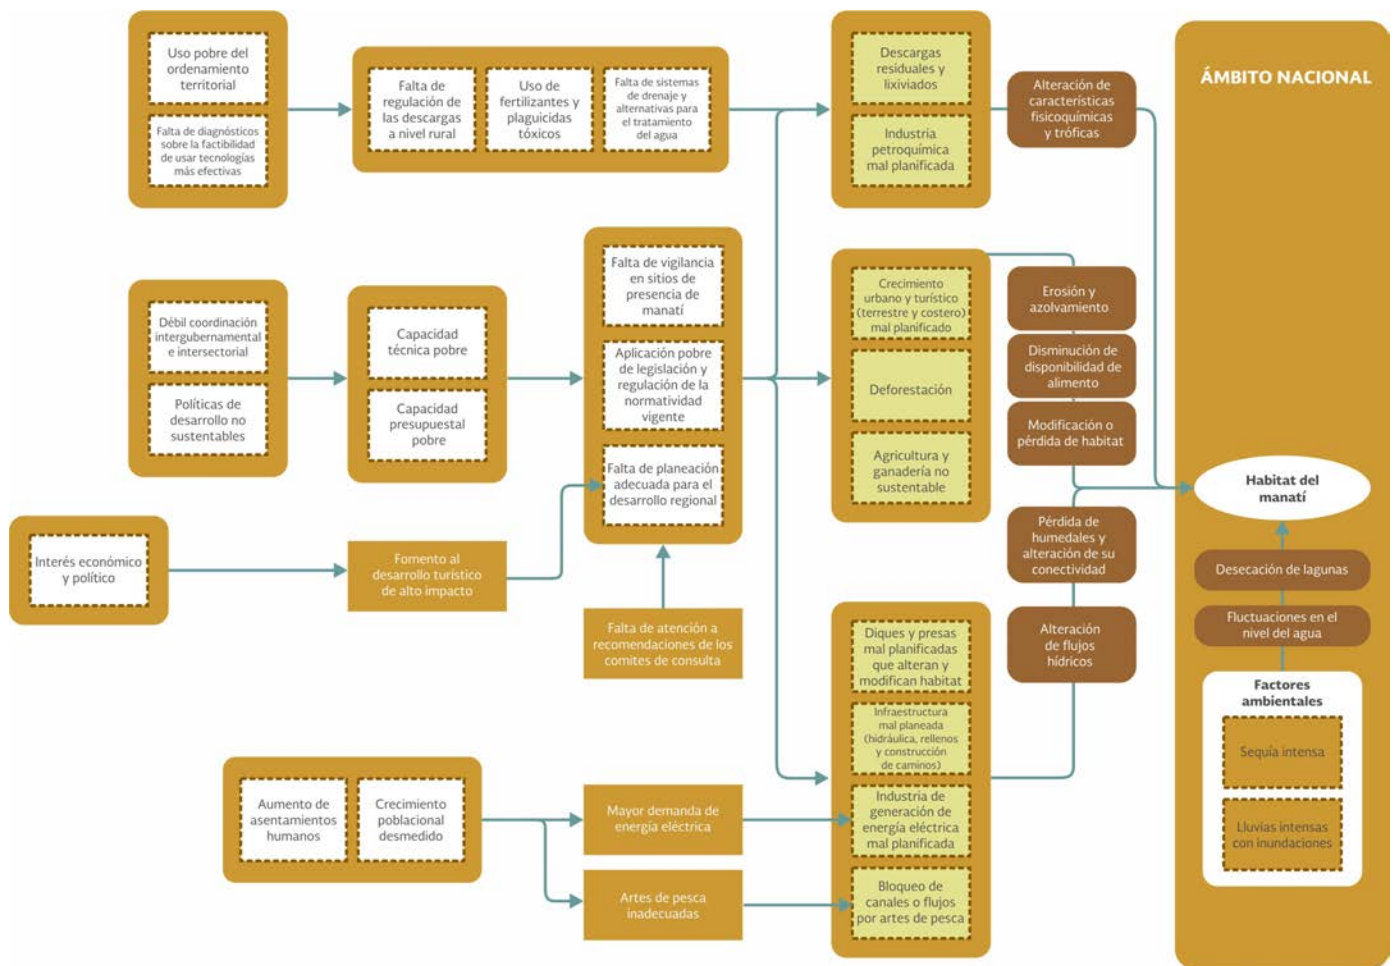 Uso pobre del
ordenamiento
territorial
Falta de diagnósticos
sobre la factibilidad
de usar tecnologías
más efectivas
Falta de
regulación de
las descargas
a nivel rural
Uso de
fertilizantes y
plaguicidas
tóxicos
Falta de sistemas
de drenaje y
alternativas para
el tratamiento
del agua
Descargas
residuales y
lixiviados
Industria
petroquímica
mal planificada
Alteración de
características
fisicoquímicas
y tróficas
ÁMBITO NACIONAL
Débil coordinación
intergubernamental
e intersectorial
Políticas de
desarrollo no
sustentables
Capacidad
técnica pobre
Capacidad
presupuestal
pobre
Falta de vigilancia
en sitios de
presencia de
manatí
Aplicación pobre
de legislación y
regulación de la
normatividad
vigente
Falta de planeación
adecuada para el
desarrollo regional
Crecimiento
urbano y turístico
(terrestre y costero)
mal planificado
Deforestación
Agricultura y
ganadería no
sustentable
Erosión y
azolvamiento
Disminución de
disponibilidad de
alimento
Modificación o
pérdida de habitat
Pérdida de
humedales y
alteración de su
conectividad
Alteración
de flujos
hídricos
Habitat del
manatí
Desecación de lagunas
Fluctuaciones en el
nivel del agua
Factores
ambientales
Sequía intensa
Lluvias intensas
con inundaciones
Interés económico
y político
Fomento al
desarrollo turístico
de alto impacto
Falta de atención a
recomendaciones de los
comites de consulta
Diques y presas
mal planificadas
que alteran y
modifican habitat
Infraestructura
mal planeada
(hidráulica, rellenos
y construcción
de caminos)
Industria de
generación de
energía eléctrica
mal planificada
Bloqueo de
canales o flujos
por artes de pesca
Aumento de
asentamientos
humanos
Crecimiento
poblacional
desmedido
Mayor demanda de
energía eléctrica
Artes de pesca
inadecuadas